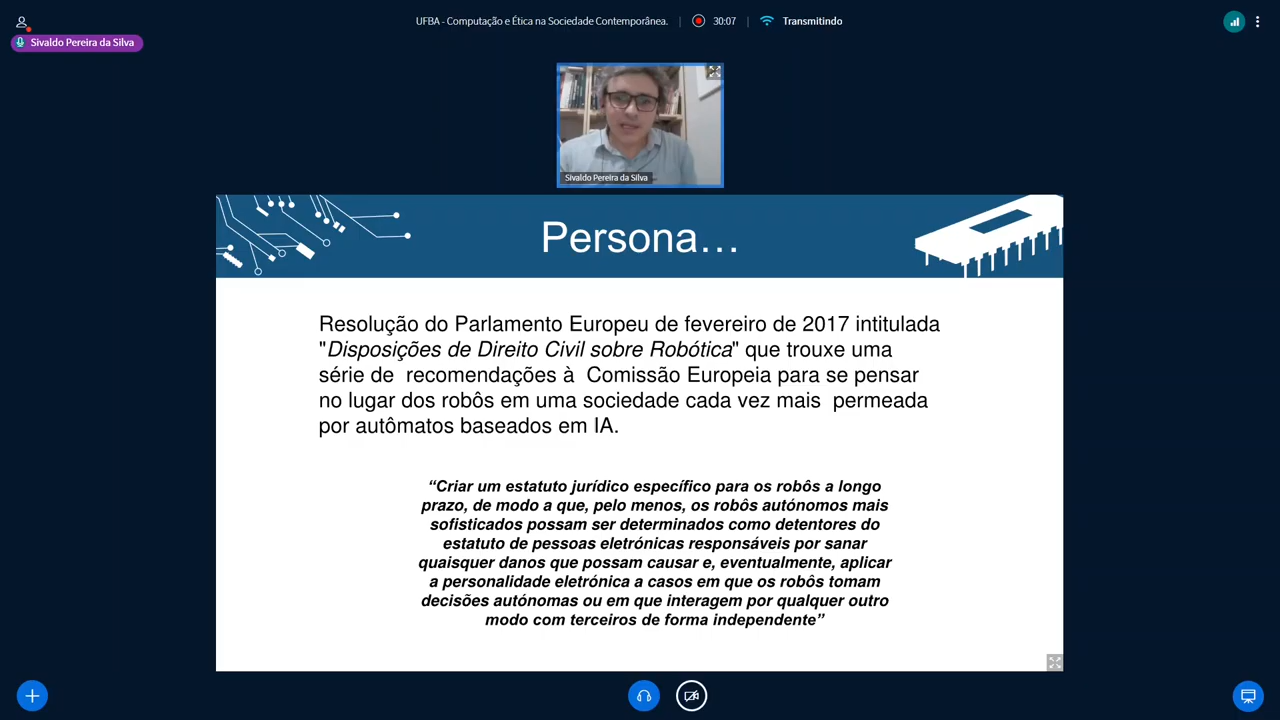 UFBA - Computação e Ética na Sociedade Contemporânea.
30:07
Transmitindo
Sivaldo Pereira da Silva
Sivaldo Pereira da Silva
Persona…
Resolução do Parlamento Europeu de fevereiro de 2017 intitulada
"Disposições de Direito Civil sobre Robótica" que trouxe uma
série de recomendações à Comissão Europeia para se pensar
no lugar dos robôs em uma sociedade cada vez mais permeada
por autômatos baseados em IA.
“Criar um estatuto jurídico específico para os robôs a longo
prazo, de modo a que, pelo menos, os robôs autónomos mais
sofisticados possam ser determinados como detentores do
estatuto de pessoas eletrónicas responsáveis por sanar
quaisquer danos que possam causar e, eventualmente, aplicar
a personalidade eletrónica a casos em que os robôs tomam
decisões autónomas ou em que interagem por qualquer outro
modo com terceiros de forma independente”